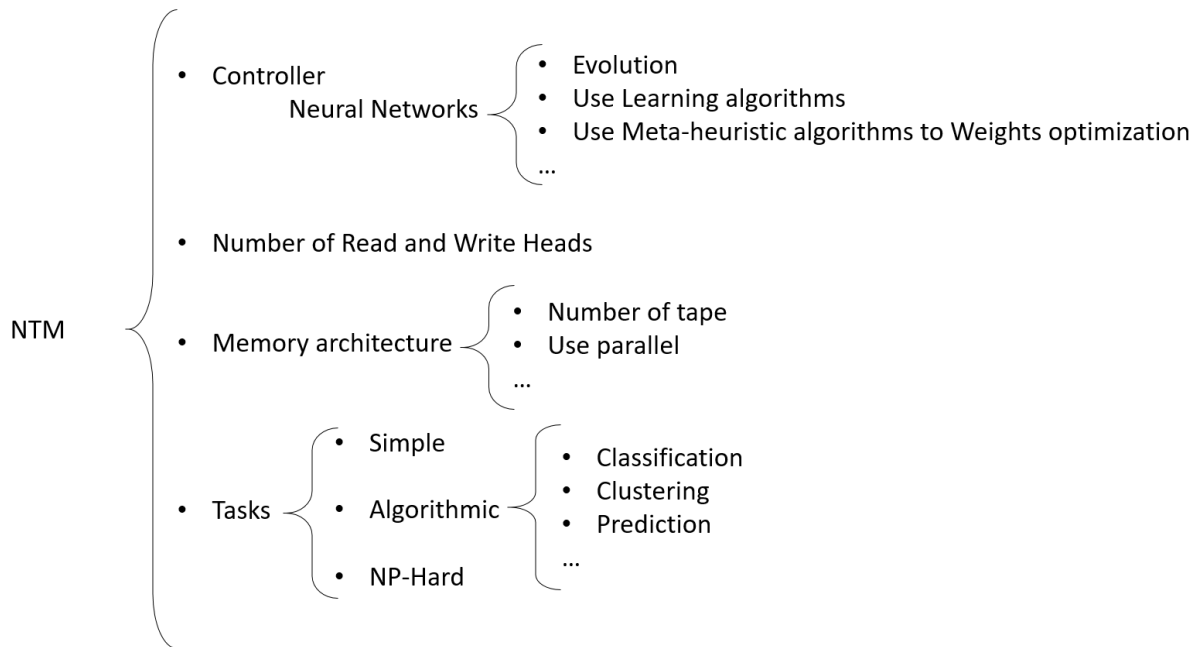 NTM
• Controller
Neural Networks
• Evolution
• Use Learning algorithms
• Use Meta-heuristic algorithms to Weights optimization
...
• Number of Read and Write Heads
• Memory architecture
• Number of tape
• Use parallel
...
• Tasks
• Simple
• Algorithmic
• Classification
• Clustering
• Prediction
...
• NP-Hard